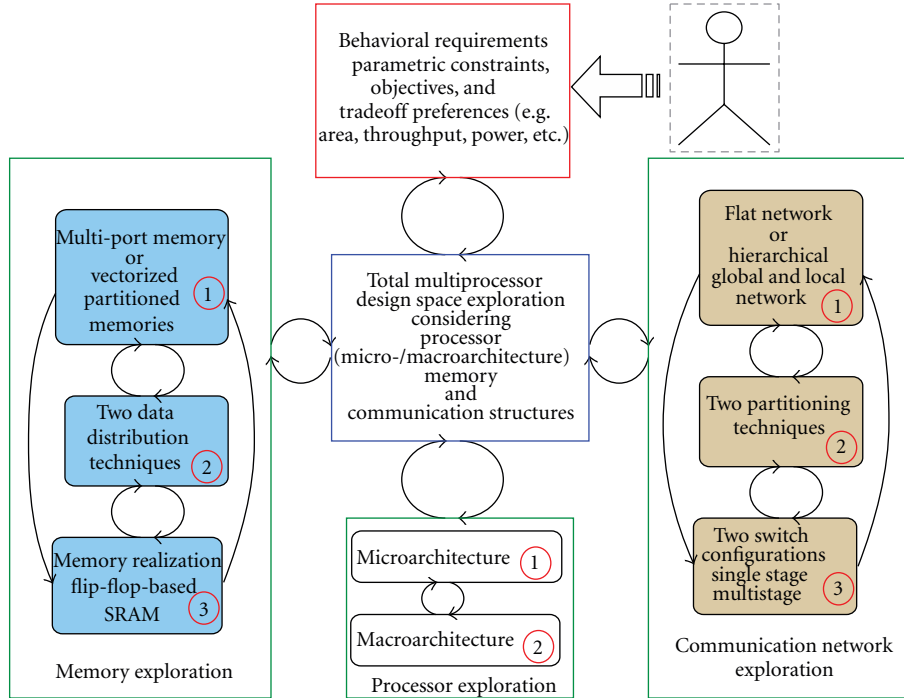 Behavioral requirements
parametric constraints,
objectives, and
tradeoff preferences (e.g.
area, throughput, power, etc.)
Multi-port memory
or
vectorized
partitioned
memories
1
Two data
distribution
techniques
2
Memory realization
flip-flop-based
SRAM
3
Memory exploration
Total multiprocessor
design space exploration
considering
processor
(micro-/macroarchitecture)
memory
and
communication structures
Microarchitecture
1
Macroarchitecture
2
Processor exploration
Flat network
or
hierarchical
global and local
network
1
Two partitioning
techniques
2
Two switch
configurations
single stage
multistage
3
Communication network
exploration